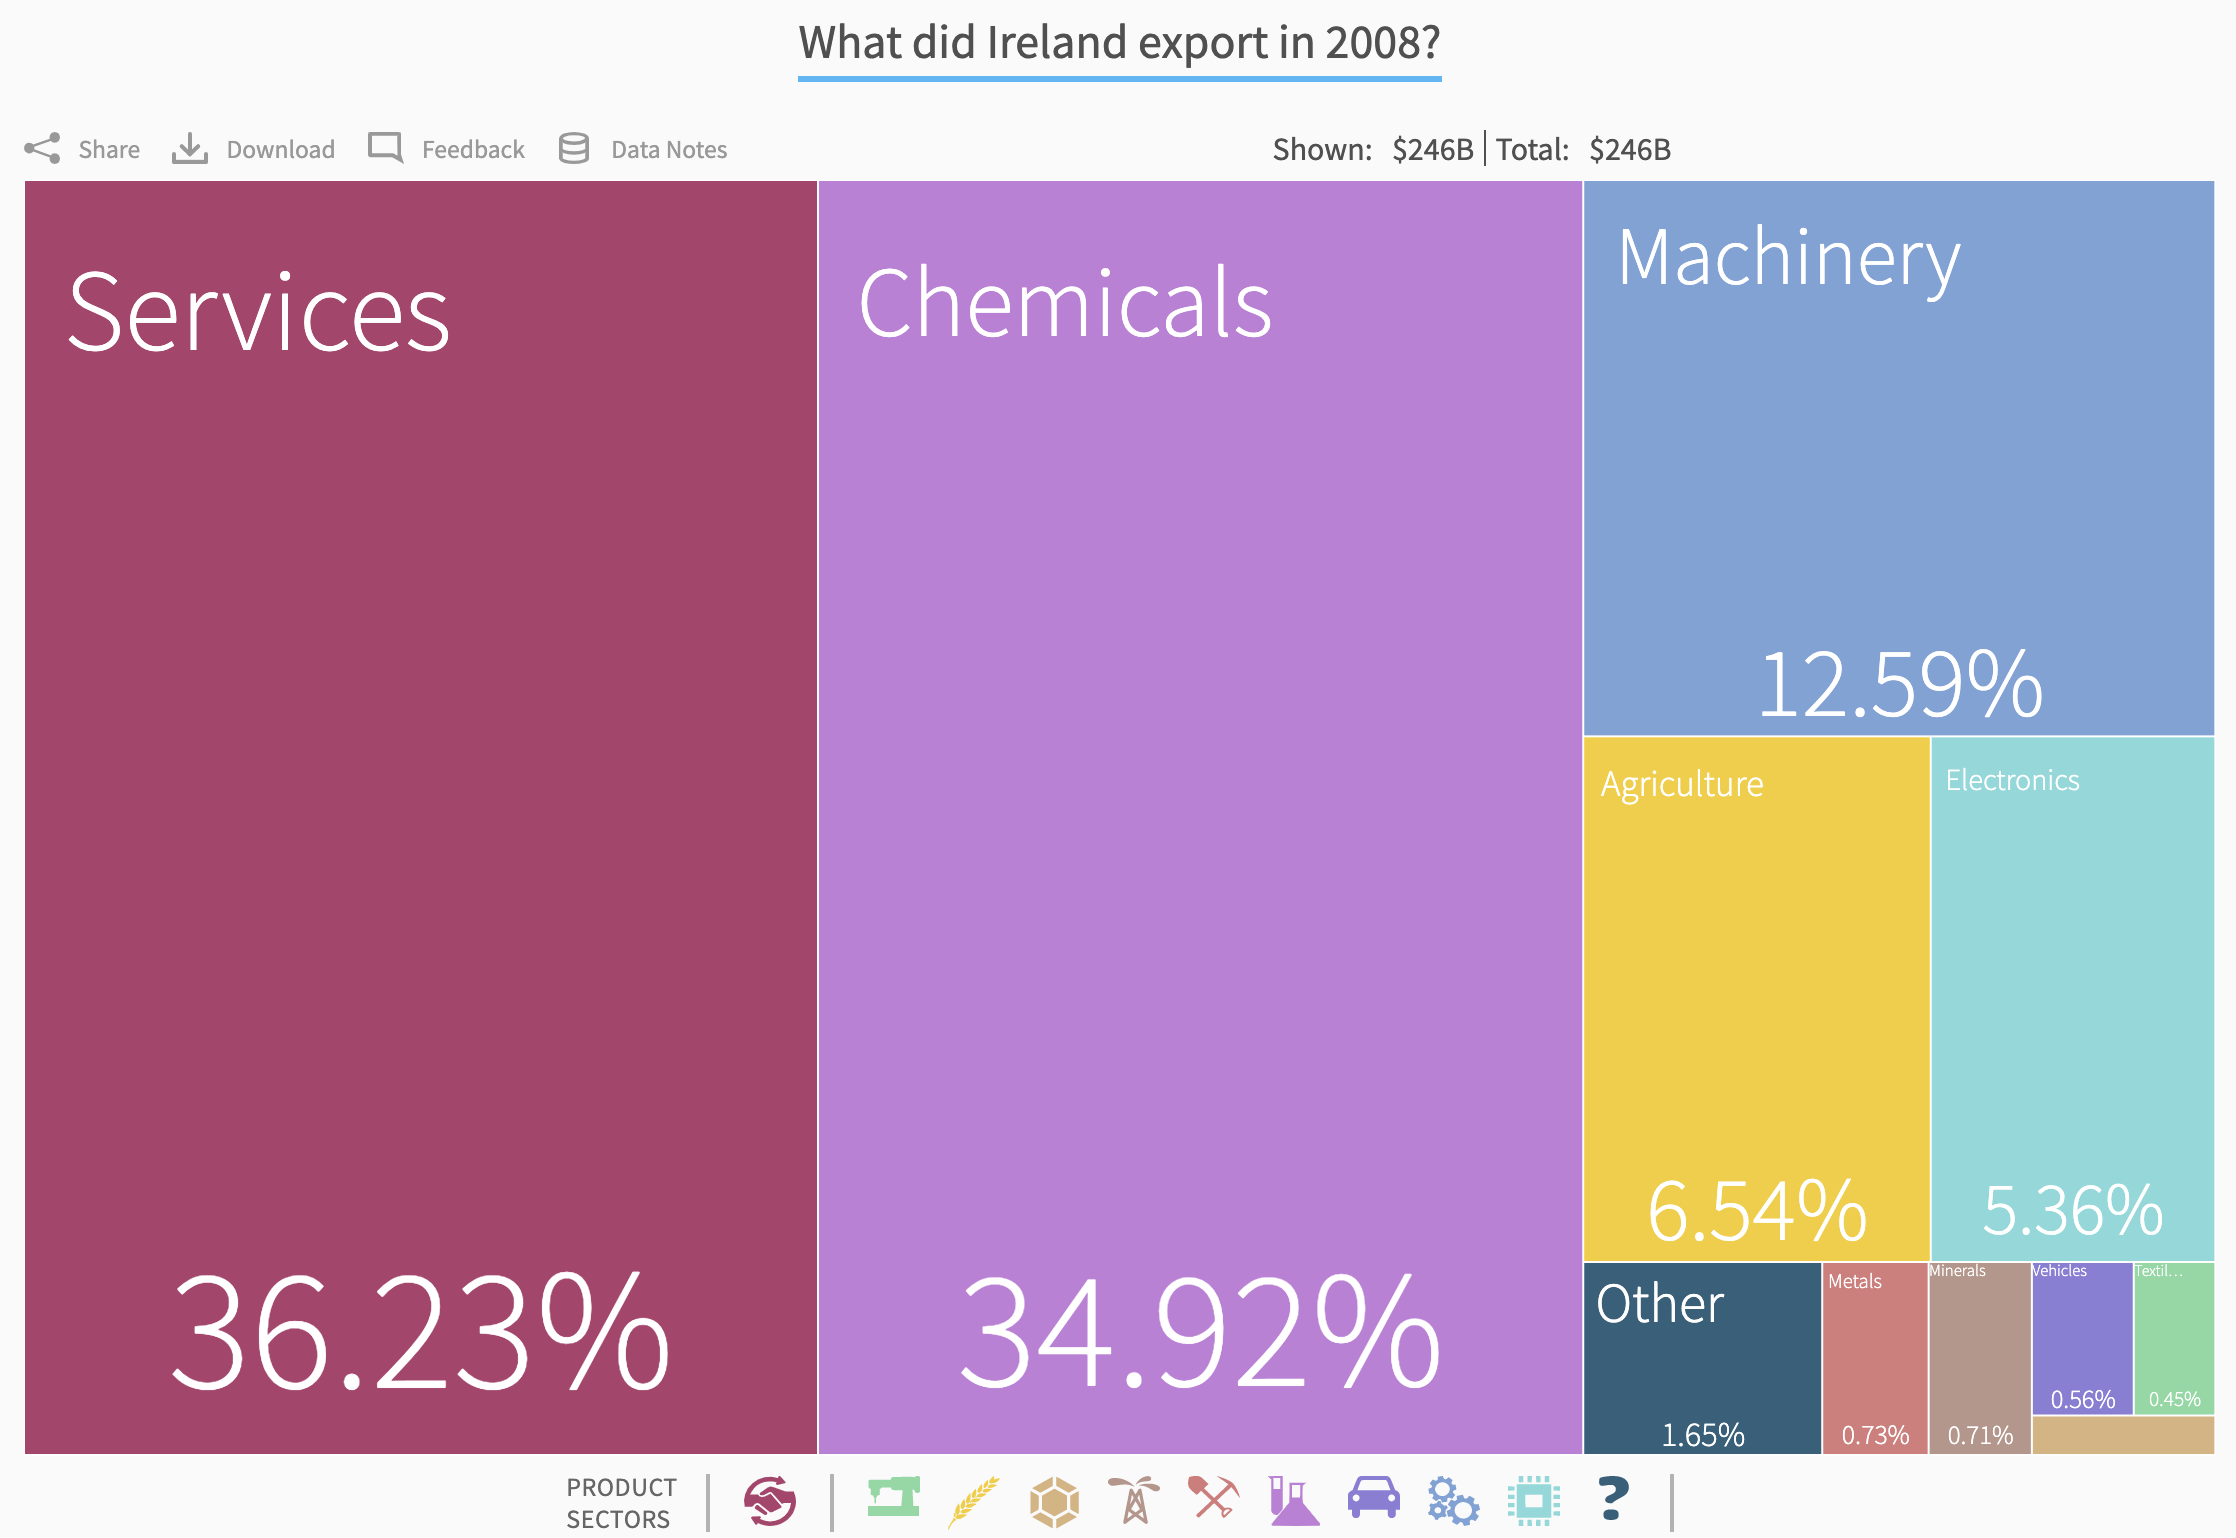 What did Ireland export in 2008?
Share Download Feedback Data Notes Shown: $246B Total: $246B
Services
36.23%
Chemicals
34.92%
Machinery
12.59%
Agriculture
6.54%
Electronics
5.36%
Other
1.65%
Metals
0.73%
Minerals
0.71%
Vehicles
0.56%
Textil...
0.45%
PRODUCT
SECTORS
?